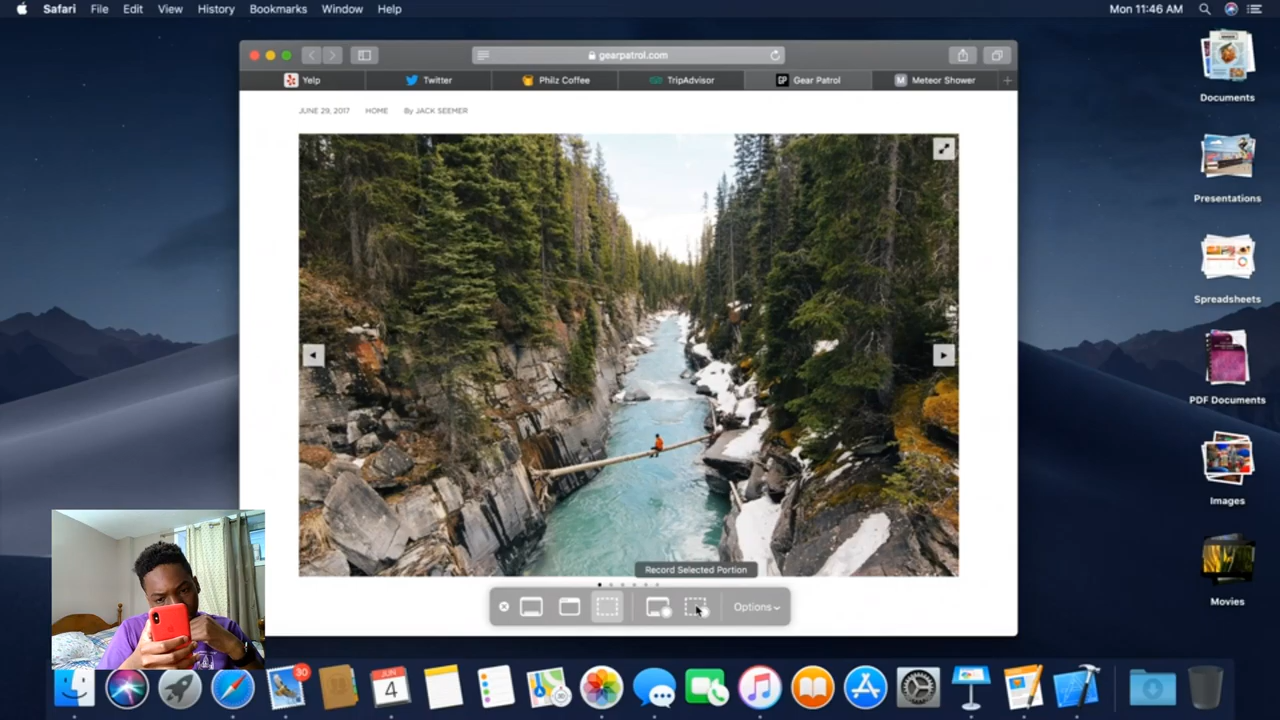 Safari File Edit View History Bookmarks Window Help Mon 11:46 AM
gearpatrol.com
Yelp Twitter Philz Coffee TripAdvisor GP Gear Patrol M Meteor Shower +
JUNE 29, 2017 HOME By JACK SEEMER
Documents
Presentations
Spreadsheets
PDF Documents
Images
Movies
Record Selected Portion
Options
30
JUN
4